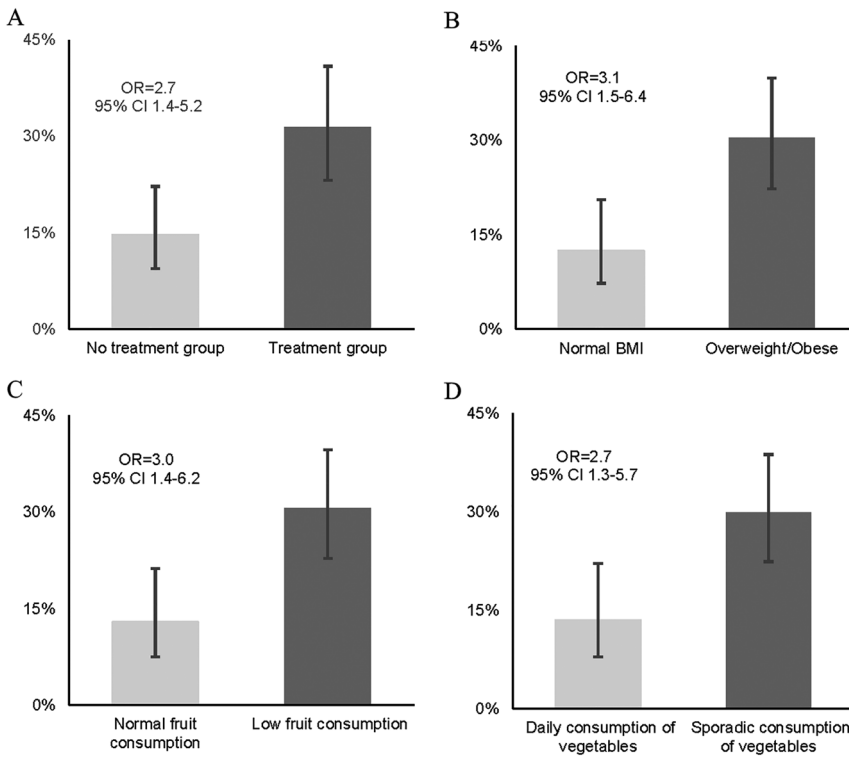 A
45%
30%
15%
0%
OR=2.7
95% CI 1.4-5.2
No treatment group
Treatment group
B
45%
30%
15%
0%
OR=3.1
95% CI 1.5-6.4
Normal BMI
Overweight/Obese
C
45%
30%
15%
0%
OR=3.0
95% CI 1.4-6.2
Normal fruit
consumption
Low fruit consumption
D
45%
30%
15%
0%
OR=2.7
95% CI 1.3-5.7
Daily consumption of
vegetables
Sporadic consumption
of vegetables